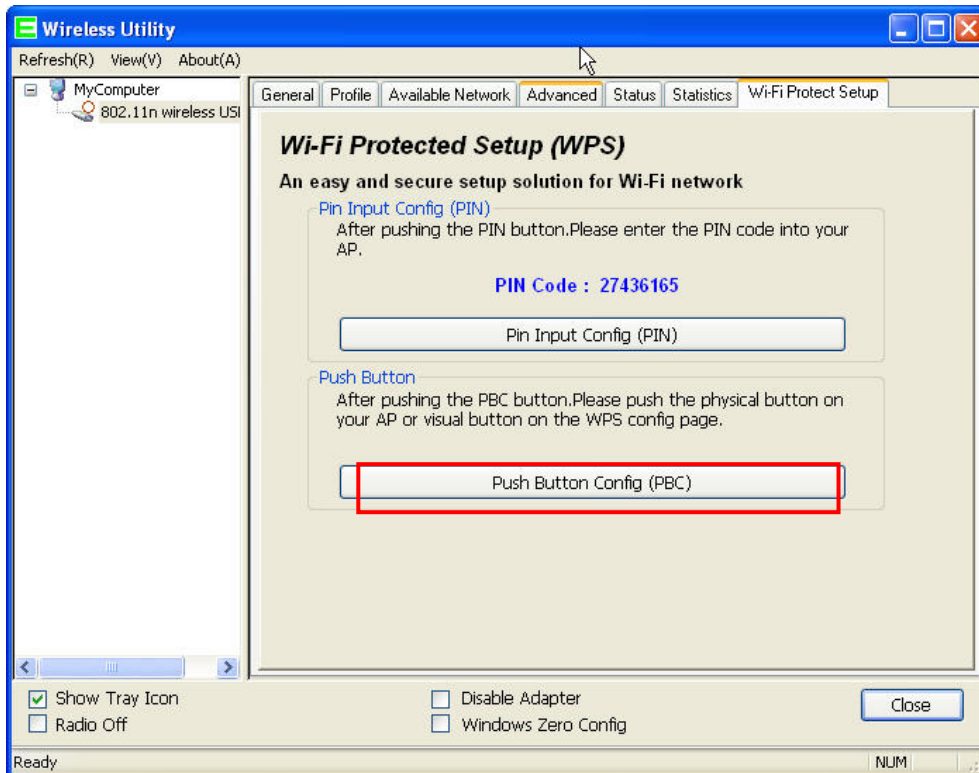 Wireless Utility
Refresh(R) View(V) About(A)
MyComputer
802.11n wireless USI
General Profile Available Network Advanced Status Statistics Wi-Fi Protect Setup
Wi-Fi Protected Setup (WPS)
An easy and secure setup solution for Wi-Fi network
Pin Input Config (PIN)
After pushing the PIN button.Please enter the PIN code into your
AP.
PIN Code : 27436165
Pin Input Config (PIN)
Push Button
After pushing the PBC button.Please push the physical button on
your AP or visual button on the WPS config page.
Push Button Config (PBC)
Show Tray Icon
Disable Adapter
Radio Off
Windows Zero Config
Close
Ready
NUM